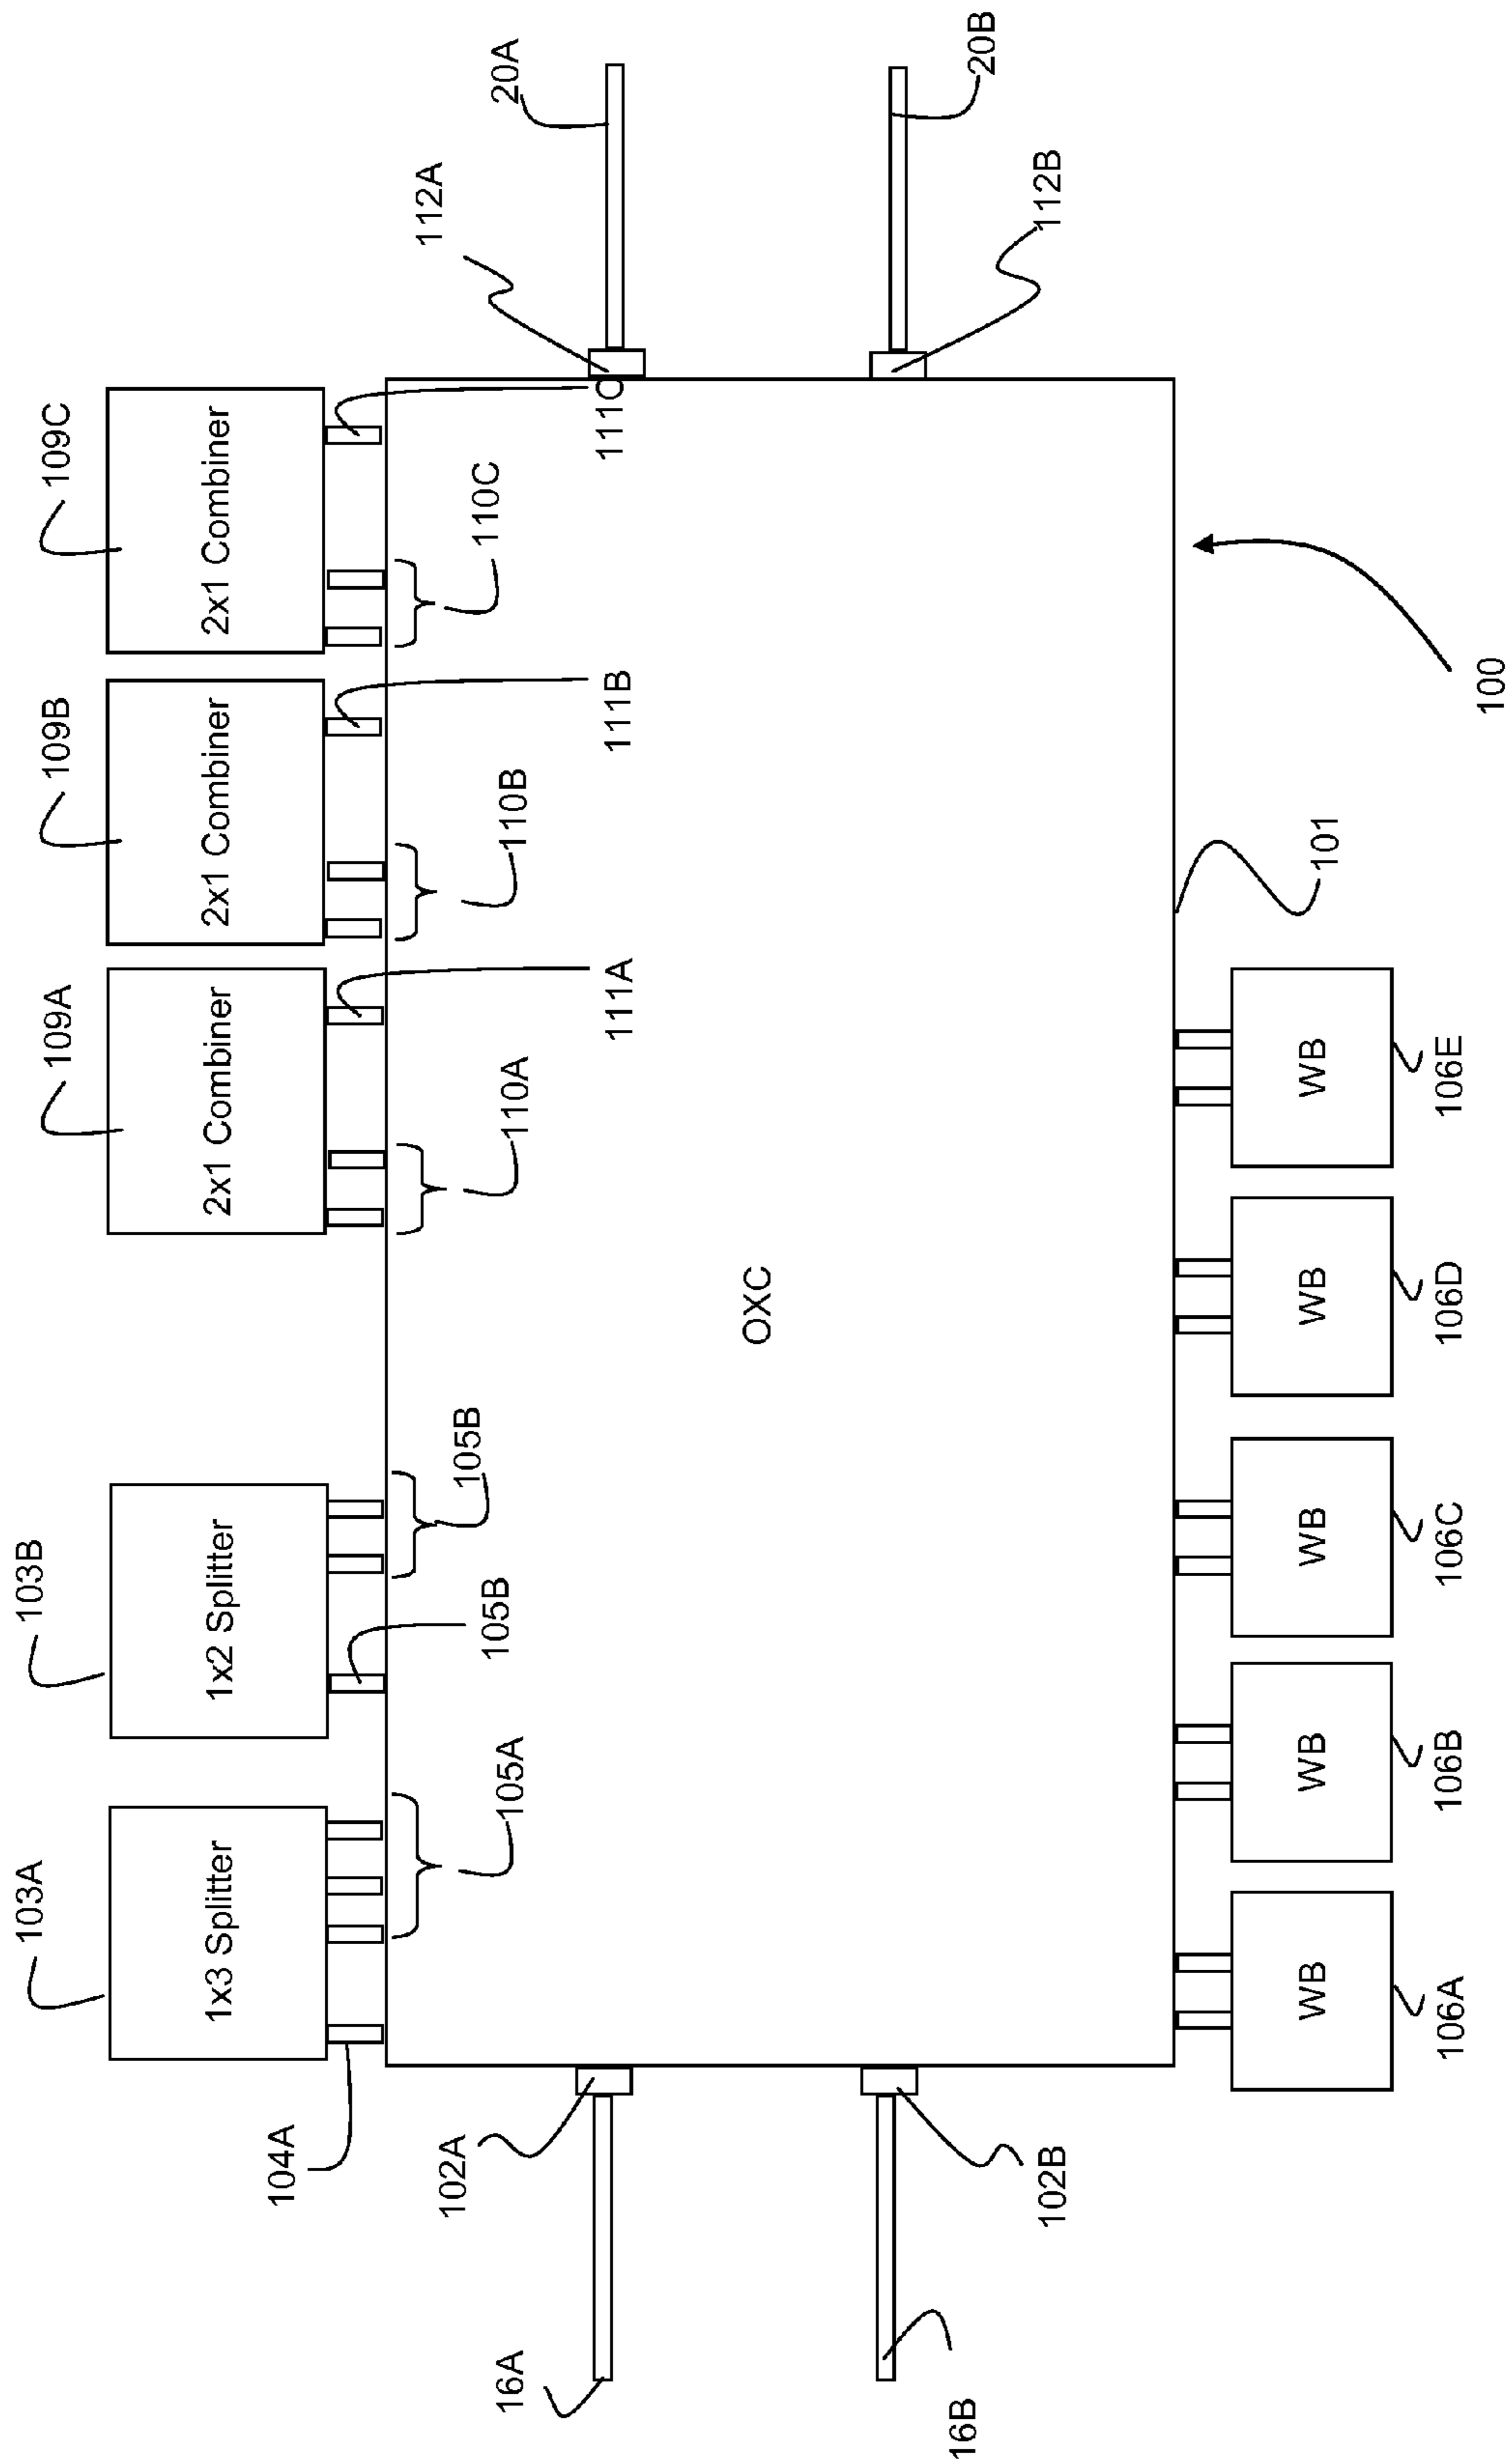 103A
103B
109A
109B
109C
1x3 Splitter
1x2 Splitter
2x1 Combiner
2x1 Combiner
2x1 Combiner
104A
105A
105B
105B
110A
111A
110B
111B
110C
111C
102A
112A
16A
20A
OXC
102B
112B
16B
20B
101
WB
WB
WB
WB
WB
106A
106B
106C
106D
106E
100